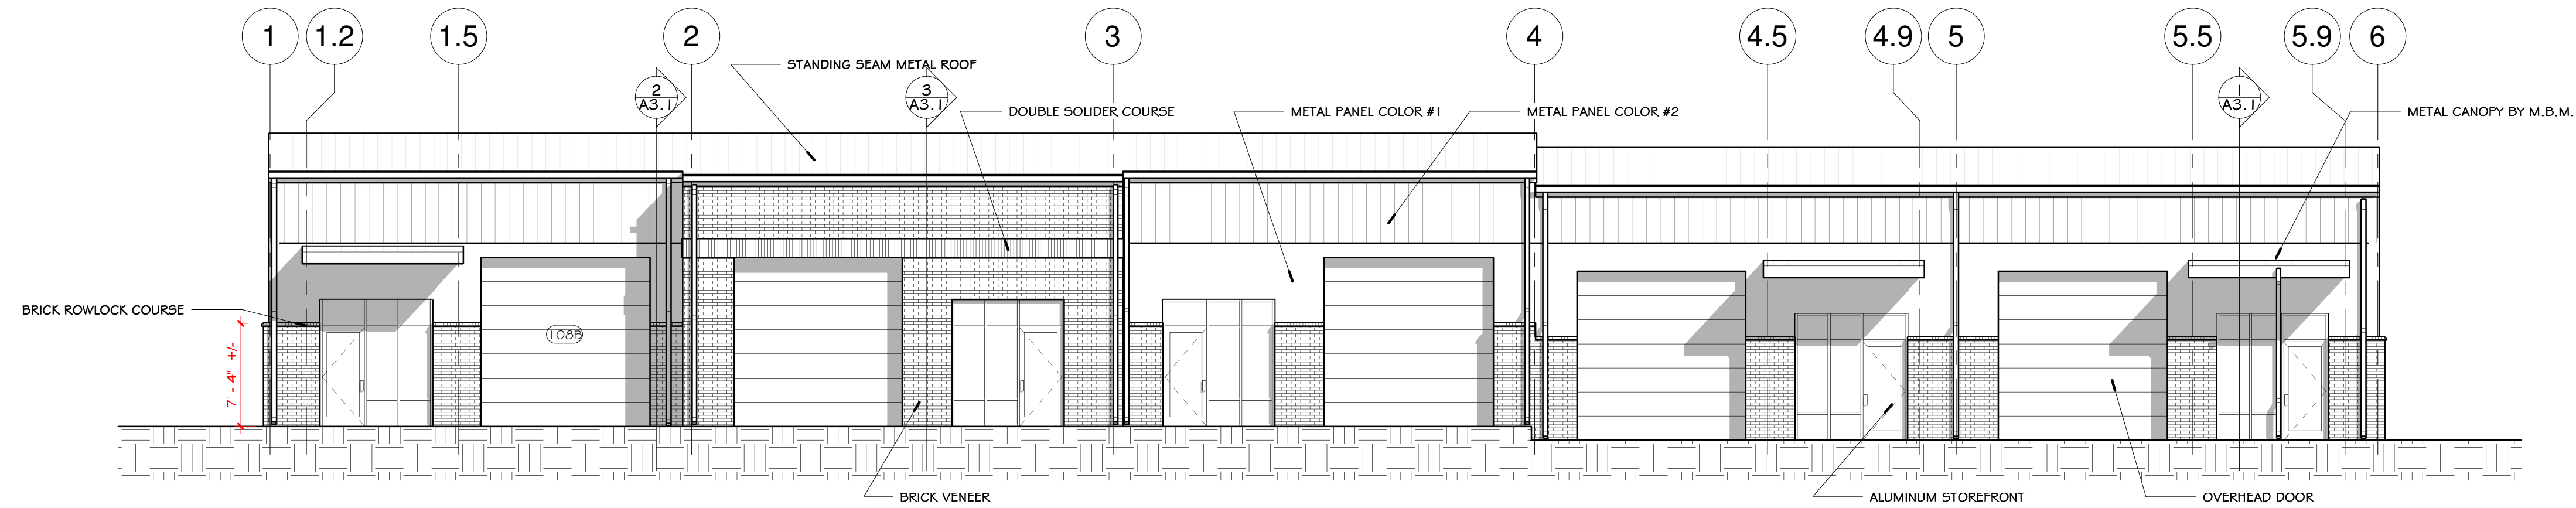 1 1.2 1.5 2 3 4 4.5 4.9 5 5.5 5.9 6
STANDING SEAM METAL ROOF
2
A3.1
3
A3.1
1
A3.1
DOUBLE SOLIDER COURSE
METAL PANEL COLOR #1
METAL PANEL COLOR #2
METAL CANOPY BY M.B.M.
BRICK ROWLOCK COURSE
108B
7' - 4" +/-
BRICK VENEER
ALUMINUM STOREFRONT
OVERHEAD DOOR